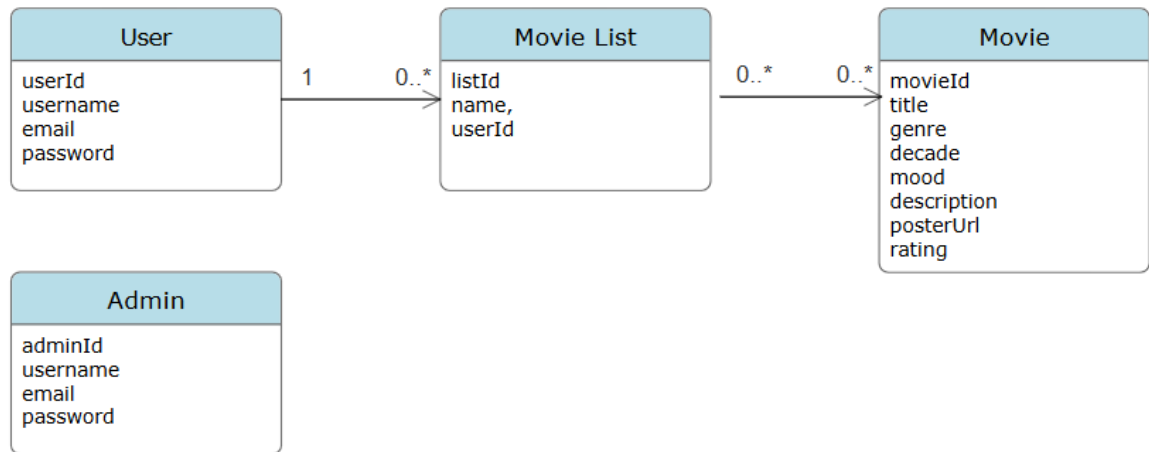 User
userId
username
email
password
1
0..*
Movie List
listId
name,
userId
0..*
0..*
Movie
movieId
title
genre
decade
mood
description
posterUrl
rating
Admin
adminId
username
email
password